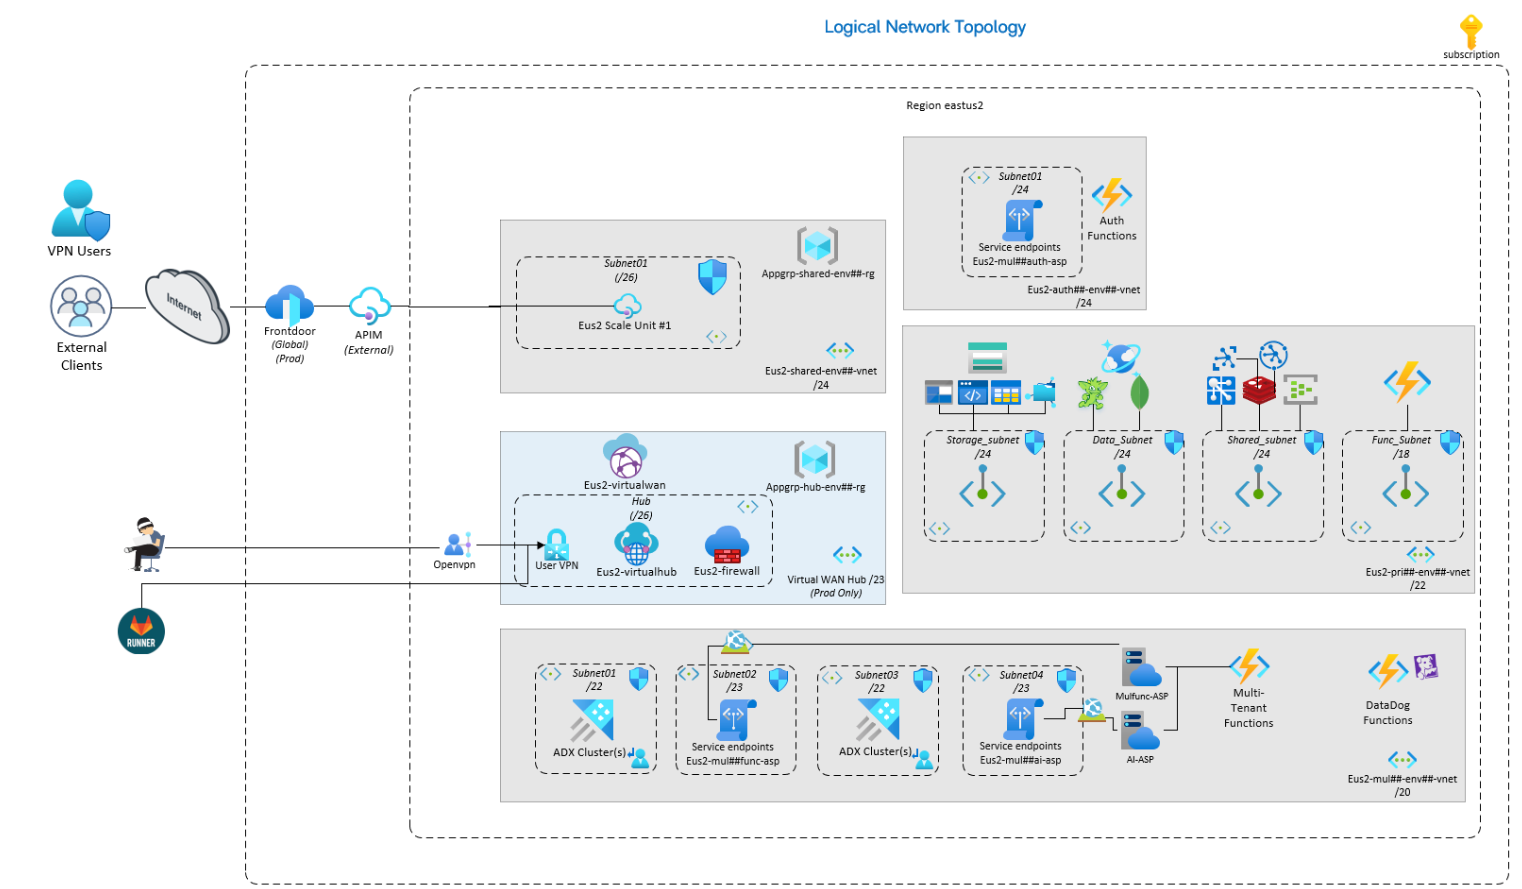 Logical Network Topology
subscription
Region eastus2
VPN Users
External
Clients
Internet
Frontdoor
(Global)
(Prod)
APIM
(External)
Subnet01
(/26)
Eus2 Scale Unit #1
Appgrp-shared-env##-rg
Eus2-shared-env##-vnet
/24
Subnet01
/24
Service endpoints
Eus2-mul##auth-asp
Auth
Functions
Eus2-auth##-env##-vnet
/24
Storage_subnet
/24
Data_Subnet
/24
Shared_subnet
/24
Func_Subnet
/18
Eus2-pri##-env##-vnet
/22
Eus2-virtualwan
Appgrp-hub-env##-rg
Hub
(/26)
Openvpn
User VPN
Eus2-virtualhub
Eus2-firewall
Virtual WAN Hub /23
(Prod Only)
RUNNER
Subnet01
/22
ADX Cluster(s)
Subnet02
/23
Service endpoints
Eus2-mul##func-asp
Subnet03
/22
ADX Cluster(s)
Subnet04
/23
Service endpoints
Eus2-mul##ai-asp
Mulfunc-ASP
AI-ASP
Multi-
Tenant
Functions
DataDog
Functions
Eus2-mul##-env##-vnet
/20